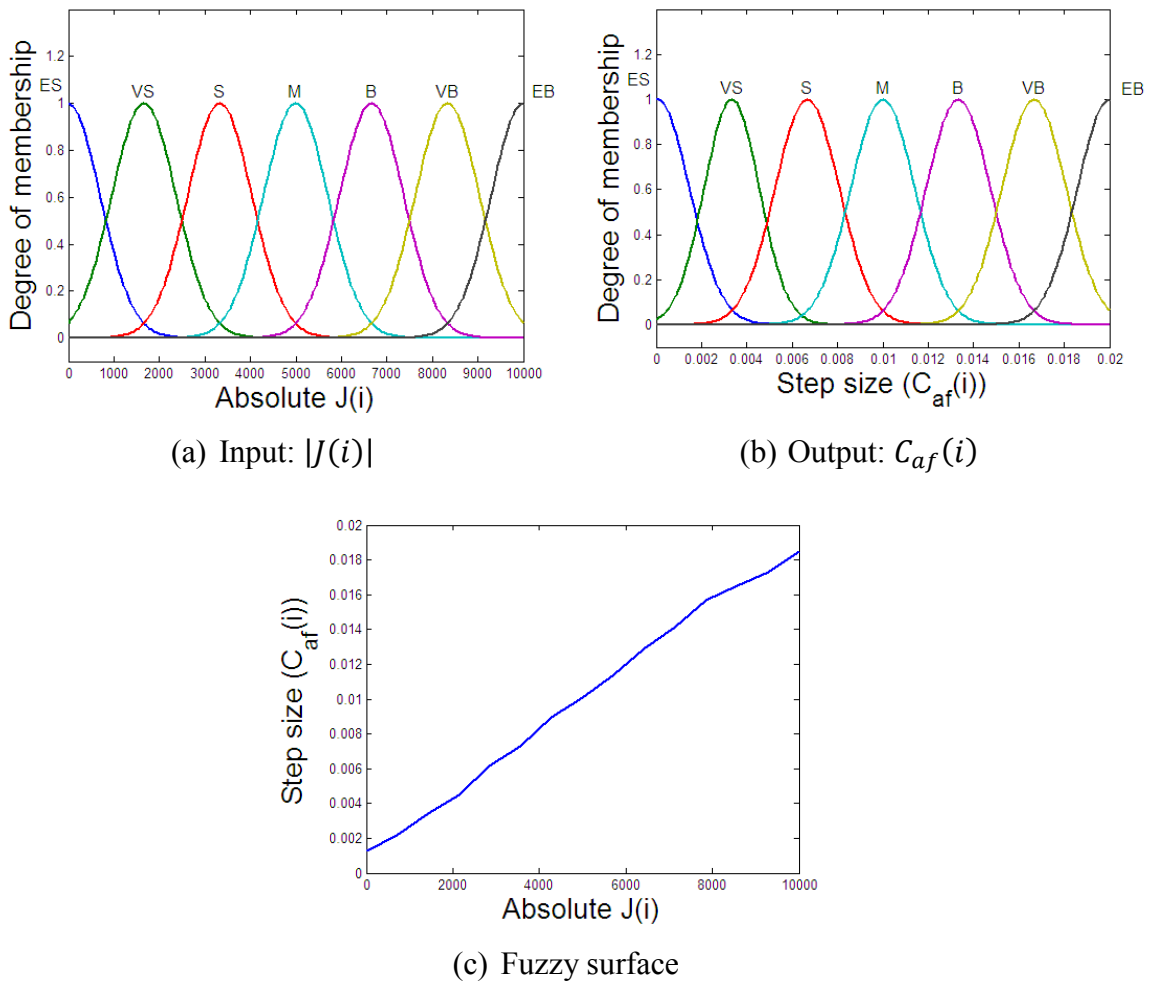 Degree of membership
1.2
1
0.8
0.6
0.4
0.2
0
ES
VS
S
M
B
VB
EB
0 1000 2000 3000 4000 5000 6000 7000 8000 9000 10000
Absolute J(i)
(a) Input: |J(i)|
Degree of membership
1.2
1
0.8
0.6
0.4
0.2
0
ES
VS
S
M
B
VB
EB
0 0.002 0.004 0.006 0.008 0.01 0.012 0.014 0.016 0.018 0.02
Step size (C_af(i))
(b) Output: C_af(i)
Step size (C_af(i))
0.02
0.018
0.016
0.014
0.012
0.01
0.008
0.006
0.004
0.002
0
0 2000 4000 6000 8000 10000
Absolute J(i)
(c) Fuzzy surface